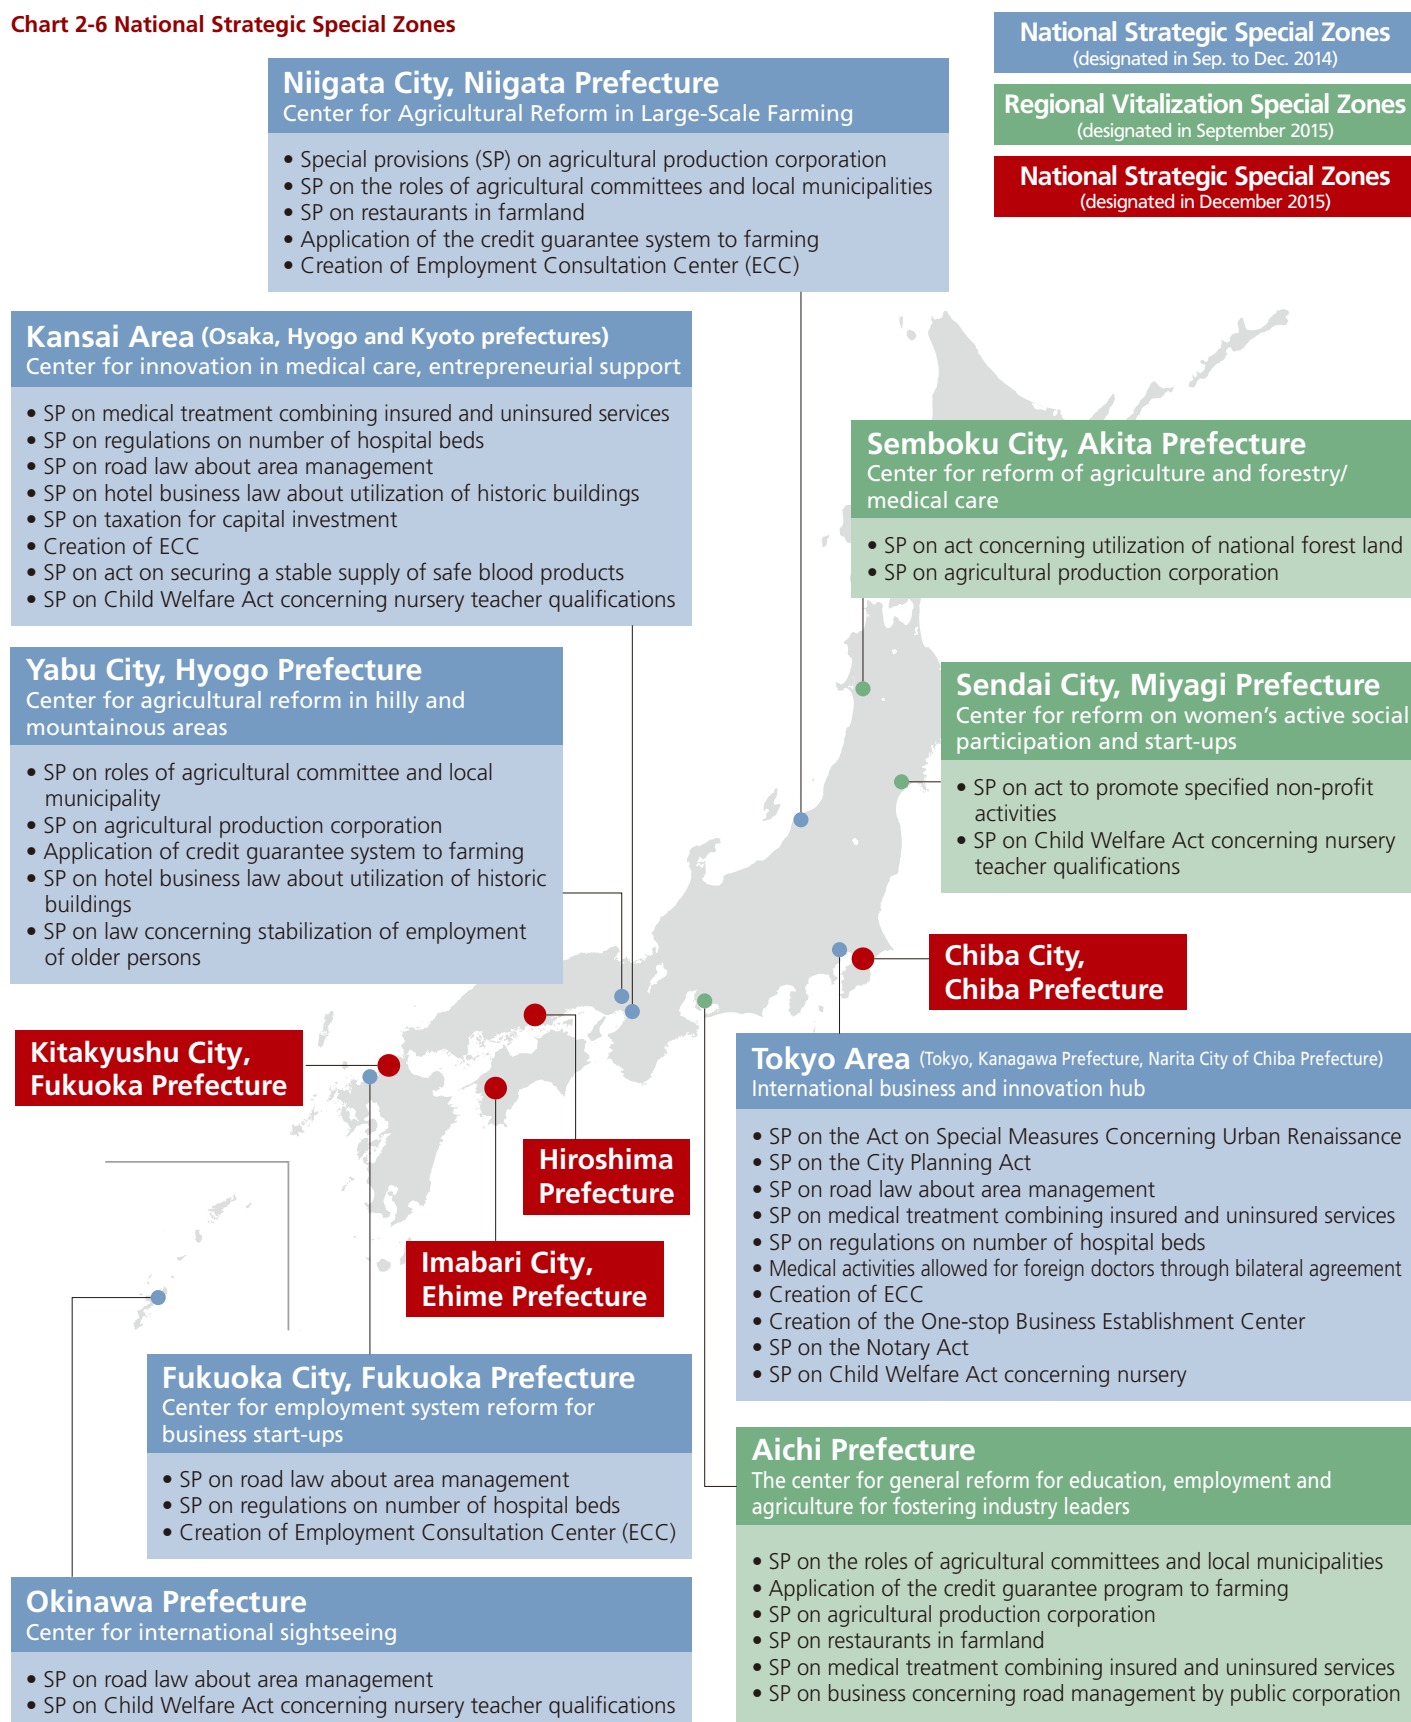 Chart 2-6 National Strategic Special Zones
National Strategic Special Zones
(designated in Sep. to Dec. 2014)
Regional Vitalization Special Zones
(designated in September 2015)
National Strategic Special Zones
(designated in December 2015)
Niigata City, Niigata Prefecture
Center for Agricultural Reform in Large-Scale Farming
• Special provisions (SP) on agricultural production corporation
• SP on the roles of agricultural committees and local municipalities
• SP on restaurants in farmland
• Application of the credit guarantee system to farming
• Creation of Employment Consultation Center (ECC)
Kansai Area (Osaka, Hyogo and Kyoto prefectures)
Center for innovation in medical care, entrepreneurial support
• SP on medical treatment combining insured and uninsured services
• SP on regulations on number of hospital beds
• SP on road law about area management
• SP on hotel business law about utilization of historic buildings
• SP on taxation for capital investment
• Creation of ECC
• SP on act on securing a stable supply of safe blood products
• SP on Child Welfare Act concerning nursery teacher qualifications
Semboku City, Akita Prefecture
Center for reform of agriculture and forestry/
medical care
• SP on act concerning utilization of national forest land
• SP on agricultural production corporation
Yabu City, Hyogo Prefecture
Center for agricultural reform in hilly and
mountainous areas
• SP on roles of agricultural committee and local
municipality
• SP on agricultural production corporation
• Application of credit guarantee system to farming
• SP on hotel business law about utilization of historic
buildings
• SP on law concerning stabilization of employment
of older persons
Sendai City, Miyagi Prefecture
Center for reform on women's active social
participation and start-ups
• SP on act to promote specified non-profit
activities
• SP on Child Welfare Act concerning nursery
teacher qualifications
Chiba City,
Chiba Prefecture
Kitakyushu City,
Fukuoka Prefecture
Hiroshima
Prefecture
Imabari City,
Ehime Prefecture
Tokyo Area (Tokyo, Kanagawa Prefecture, Narita City of Chiba Prefecture)
International business and innovation hub
• SP on the Act on Special Measures Concerning Urban Renaissance
• SP on the City Planning Act
• SP on road law about area management
• SP on medical treatment combining insured and uninsured services
• SP on regulations on number of hospital beds
• Medical activities allowed for foreign doctors through bilateral agreement
• Creation of ECC
• Creation of the One-stop Business Establishment Center
• SP on the Notary Act
• SP on Child Welfare Act concerning nursery
Fukuoka City, Fukuoka Prefecture
Center for employment system reform for
business start-ups
• SP on road law about area management
• SP on regulations on number of hospital beds
• Creation of Employment Consultation Center (ECC)
Aichi Prefecture
The center for general reform for education, employment and
agriculture for fostering industry leaders
• SP on the roles of agricultural committees and local municipalities
• Application of the credit guarantee program to farming
• SP on agricultural production corporation
• SP on restaurants in farmland
• SP on medical treatment combining insured and uninsured services
• SP on business concerning road management by public corporation
Okinawa Prefecture
Center for international sightseeing
• SP on road law about area management
• SP on Child Welfare Act concerning nursery teacher qualifications